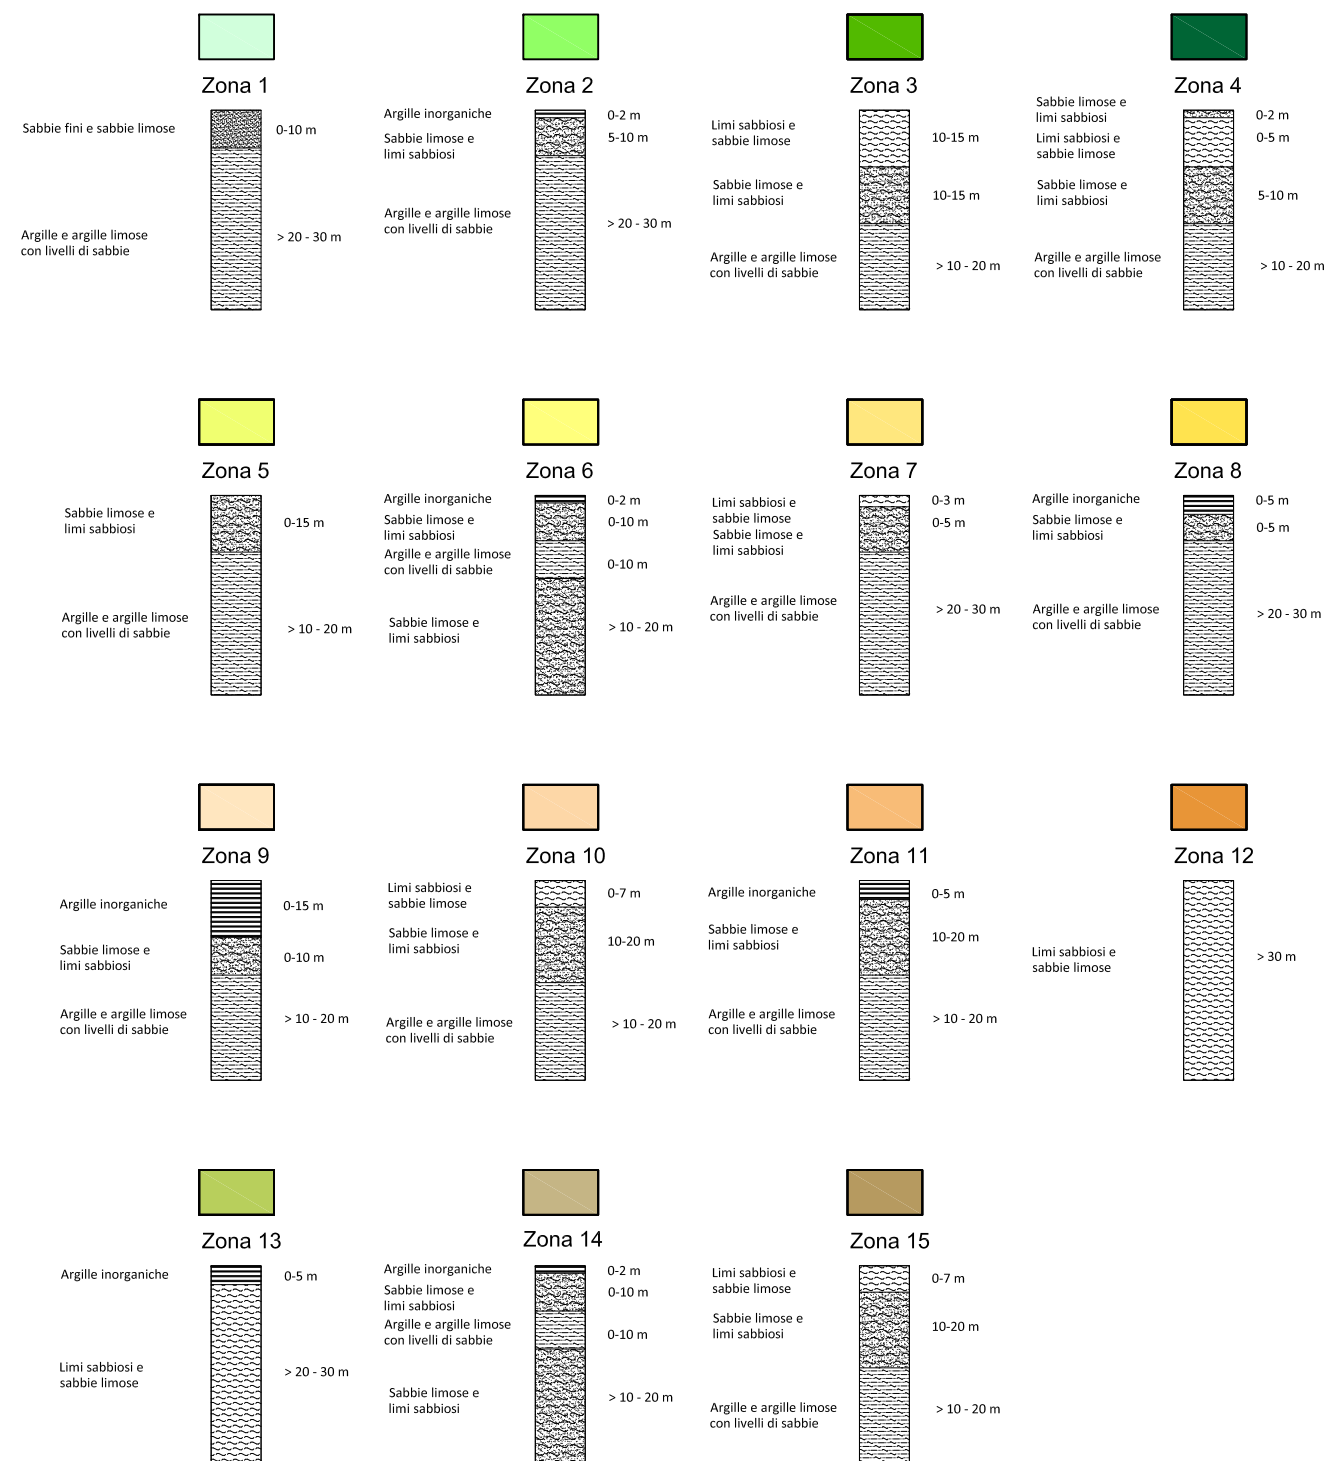 Zona 1
Sabbie fini e sabbie limose
0-10 m
Argille e argille limose
con livelli di sabbie
> 20 - 30 m
Zona 2
Argille inorganiche
0-2 m
Sabbie limose e
limi sabbiosi
5-10 m
Argille e argille limose
con livelli di sabbie
> 20 - 30 m
Zona 3
Limi sabbiosi e
sabbie limose
10-15 m
Sabbie limose e
limi sabbiosi
10-15 m
Argille e argille limose
con livelli di sabbie
> 10 - 20 m
Zona 4
Sabbie limose e
limi sabbiosi
0-2 m
Limi sabbiosi e
sabbie limose
0-5 m
Sabbie limose e
limi sabbiosi
5-10 m
Argille e argille limose
con livelli di sabbie
> 10 - 20 m
Zona 5
Sabbie limose e
limi sabbiosi
0-15 m
Argille e argille limose
con livelli di sabbie
> 10 - 20 m
Zona 6
Argille inorganiche
0-2 m
Sabbie limose e
limi sabbiosi
0-10 m
Argille e argille limose
con livelli di sabbie
0-10 m
Sabbie limose e
limi sabbiosi
> 10 - 20 m
Zona 7
Limi sabbiosi e
sabbie limose
0-3 m
Sabbie limose e
limi sabbiosi
0-5 m
Argille e argille limose
con livelli di sabbie
> 20 - 30 m
Zona 8
Argille inorganiche
0-5 m
Sabbie limose e
limi sabbiosi
0-5 m
Argille e argille limose
con livelli di sabbie
> 20 - 30 m
Zona 9
Argille inorganiche
0-15 m
Sabbie limose e
limi sabbiosi
0-10 m
Argille e argille limose
con livelli di sabbie
> 10 - 20 m
Zona 10
Limi sabbiosi e
sabbie limose
0-7 m
Sabbie limose e
limi sabbiosi
10-20 m
Argille e argille limose
con livelli di sabbie
> 10 - 20 m
Zona 11
Argille inorganiche
0-5 m
Sabbie limose e
limi sabbiosi
10-20 m
Argille e argille limose
con livelli di sabbie
> 10 - 20 m
Zona 12
Limi sabbiosi e
sabbie limose
> 30 m
Zona 13
Argille inorganiche
0-5 m
Limi sabbiosi e
sabbie limose
> 20 - 30 m
Zona 14
Argille inorganiche
0-2 m
Sabbie limose e
limi sabbiosi
0-10 m
Argille e argille limose
con livelli di sabbie
0-10 m
Sabbie limose e
limi sabbiosi
> 10 - 20 m
Zona 15
Limi sabbiosi e
sabbie limose
0-7 m
Sabbie limose e
limi sabbiosi
10-20 m
Argille e argille limose
con livelli di sabbie
> 10 - 20 m